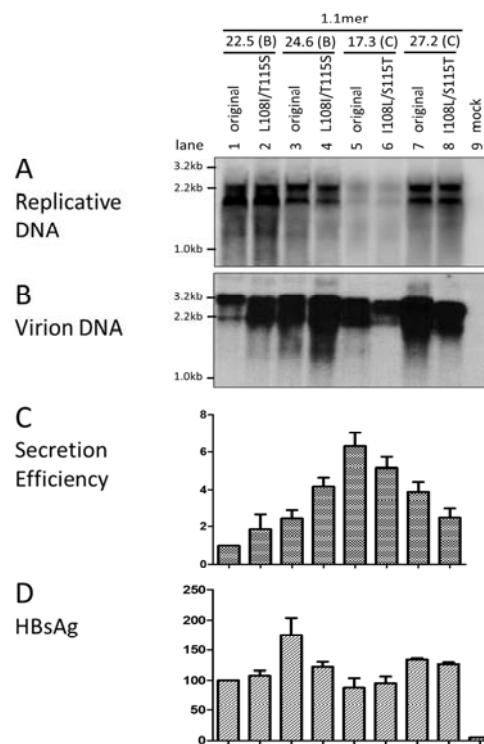 1.1mer
22.5 (B) 24.6 (B) 17.3 (C) 27.2 (C)
lane
1 original
2 L108I/T115S
3 original
4 L108I/T115S
5 original
6 I108L/S115T
7 original
8 I108L/S115T
9 mock
A
Replicative
DNA
3.2kb
2.2kb
1.0kb
B
Virion DNA
3.2kb
2.2kb
1.0kb
C
Secretion
Efficiency
8
6
4
2
0
D
HBsAg
250
200
150
100
50
0